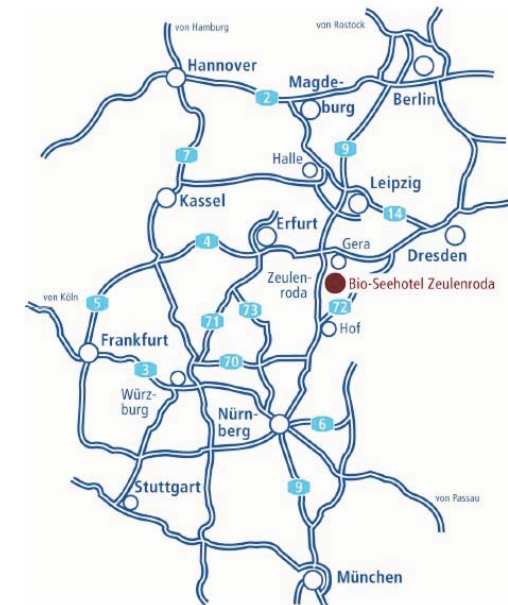 von Hamburg
von Rostock
Hannover
Magde-
burg
Berlin
2
9
7
Halle
Leipzig
Kassel
14
Erfurt
4
Gera
Dresden
Zeulen-
roda
Bio-Seehotel Zeulenroda
von Köln
5
71
73
72
Hof
Frankfurt
3
70
Würz-
burg
Nürn-
berg
6
Stuttgart
9
von Passau
München